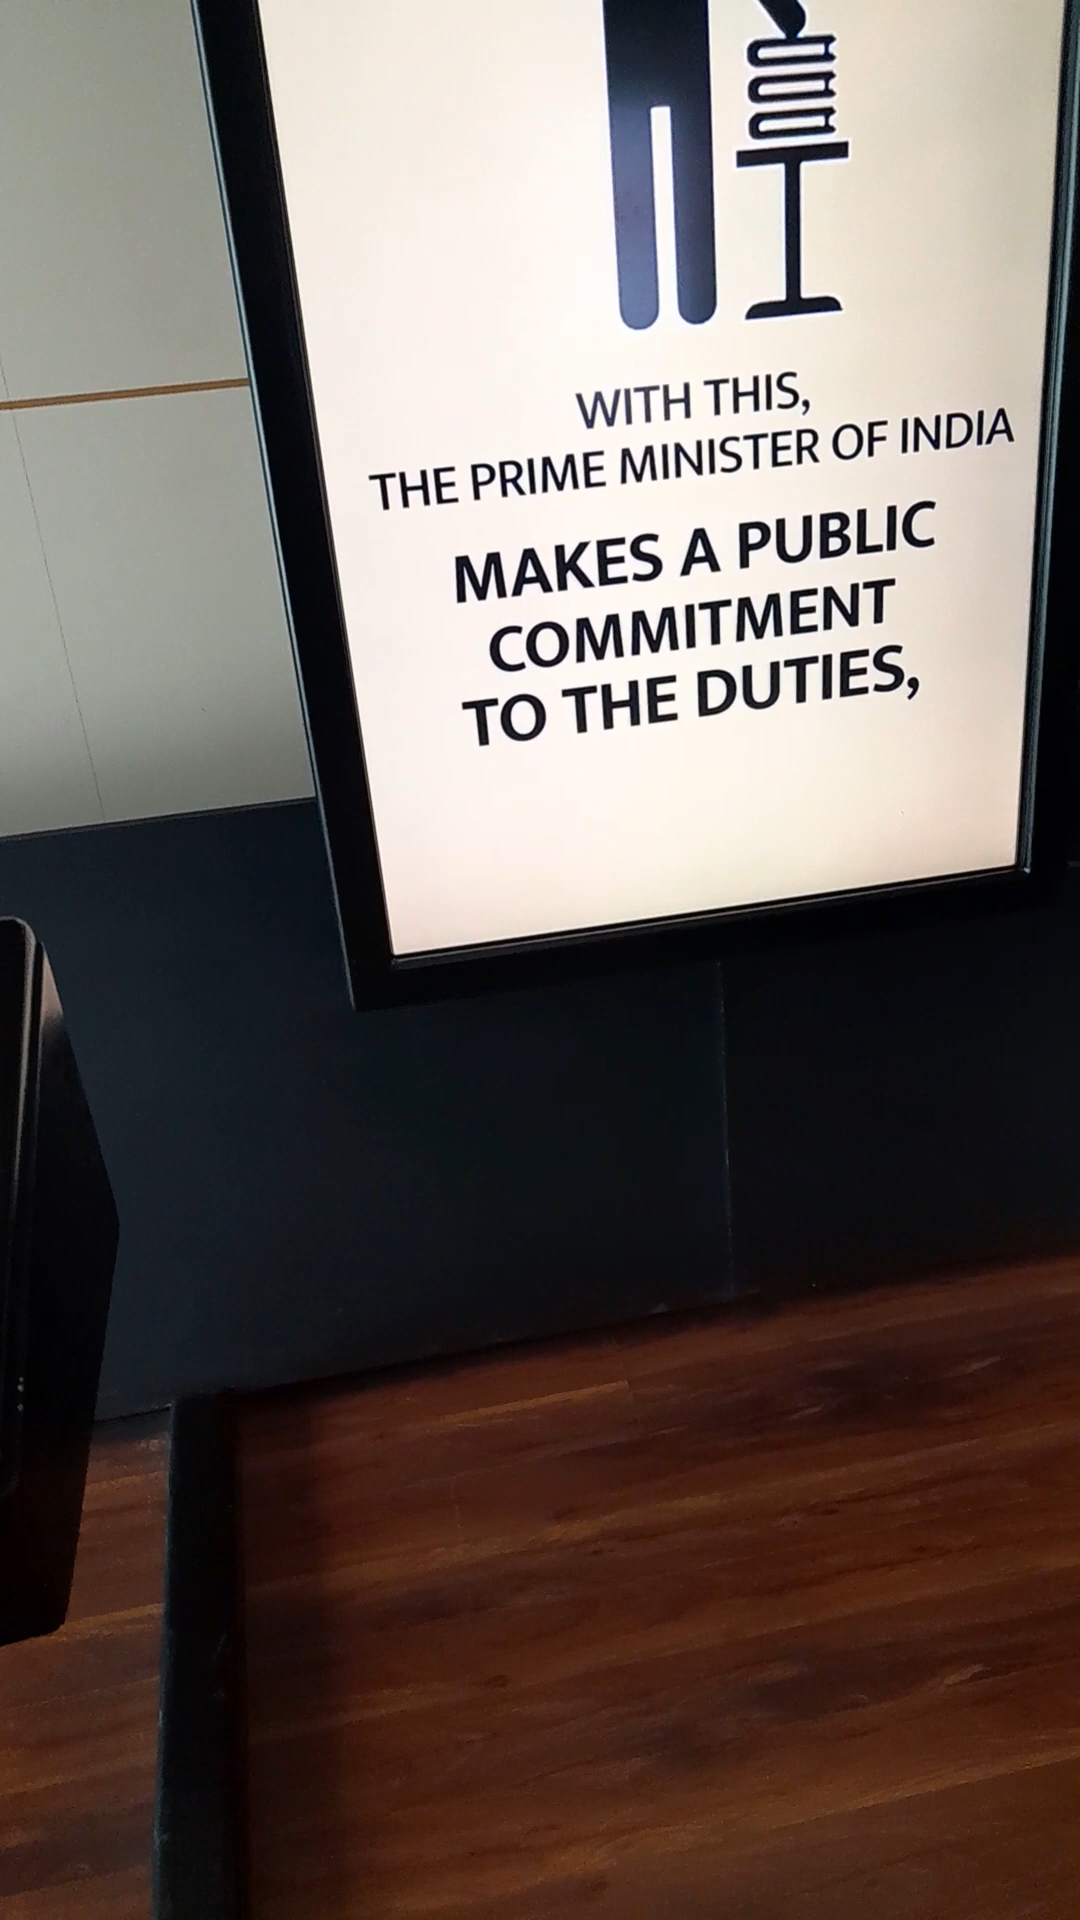 WITH THIS,
THE PRIME MINISTER OF INDIA
MAKES A PUBLIC
COMMITMENT
TO THE DUTIES,